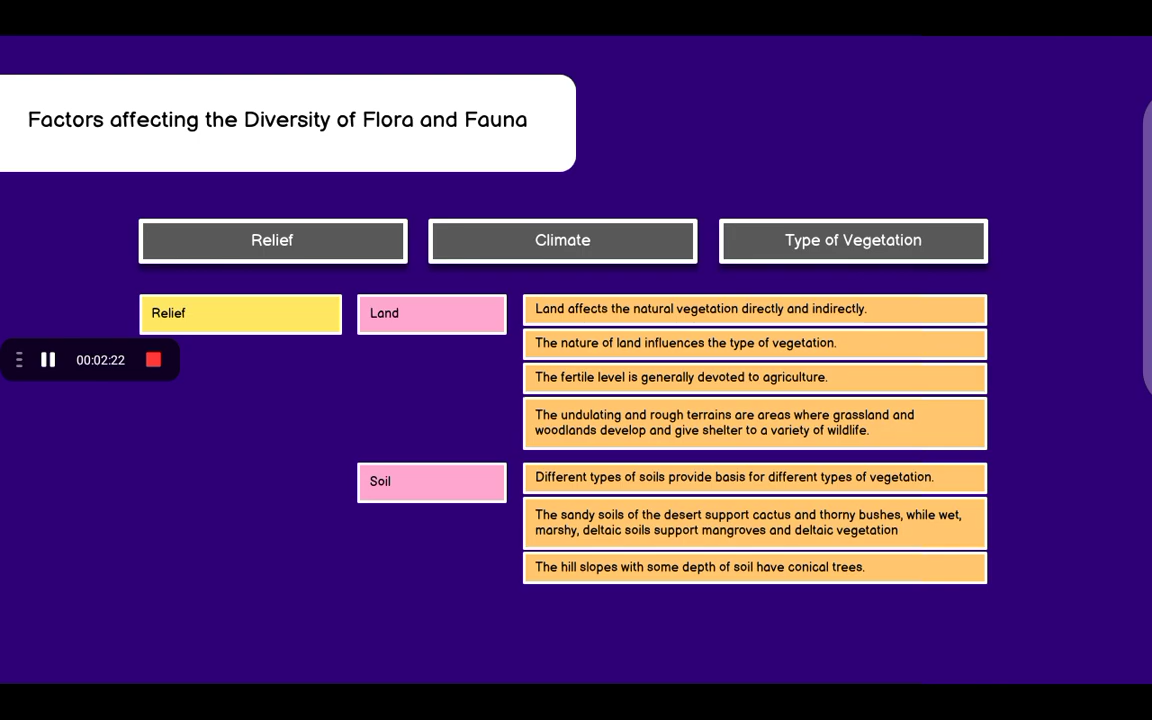 Factors affecting the Diversity of Flora and Fauna
Relief
Climate
Type of Vegetation
Relief
Land
Land affects the natural vegetation directly and indirectly.
The nature of land influences the type of vegetation.
The fertile level is generally devoted to agriculture.
The undulating and rough terrains are areas where grassland and
woodlands develop and give shelter to a variety of wildlife.
00:02:22
Soil
Different types of soils provide basis for different types of vegetation.
The sandy soils of the desert support cactus and thorny bushes, while wet,
marshy, deltaic soils support mangroves and deltaic vegetation
The hill slopes with some depth of soil have conical trees.